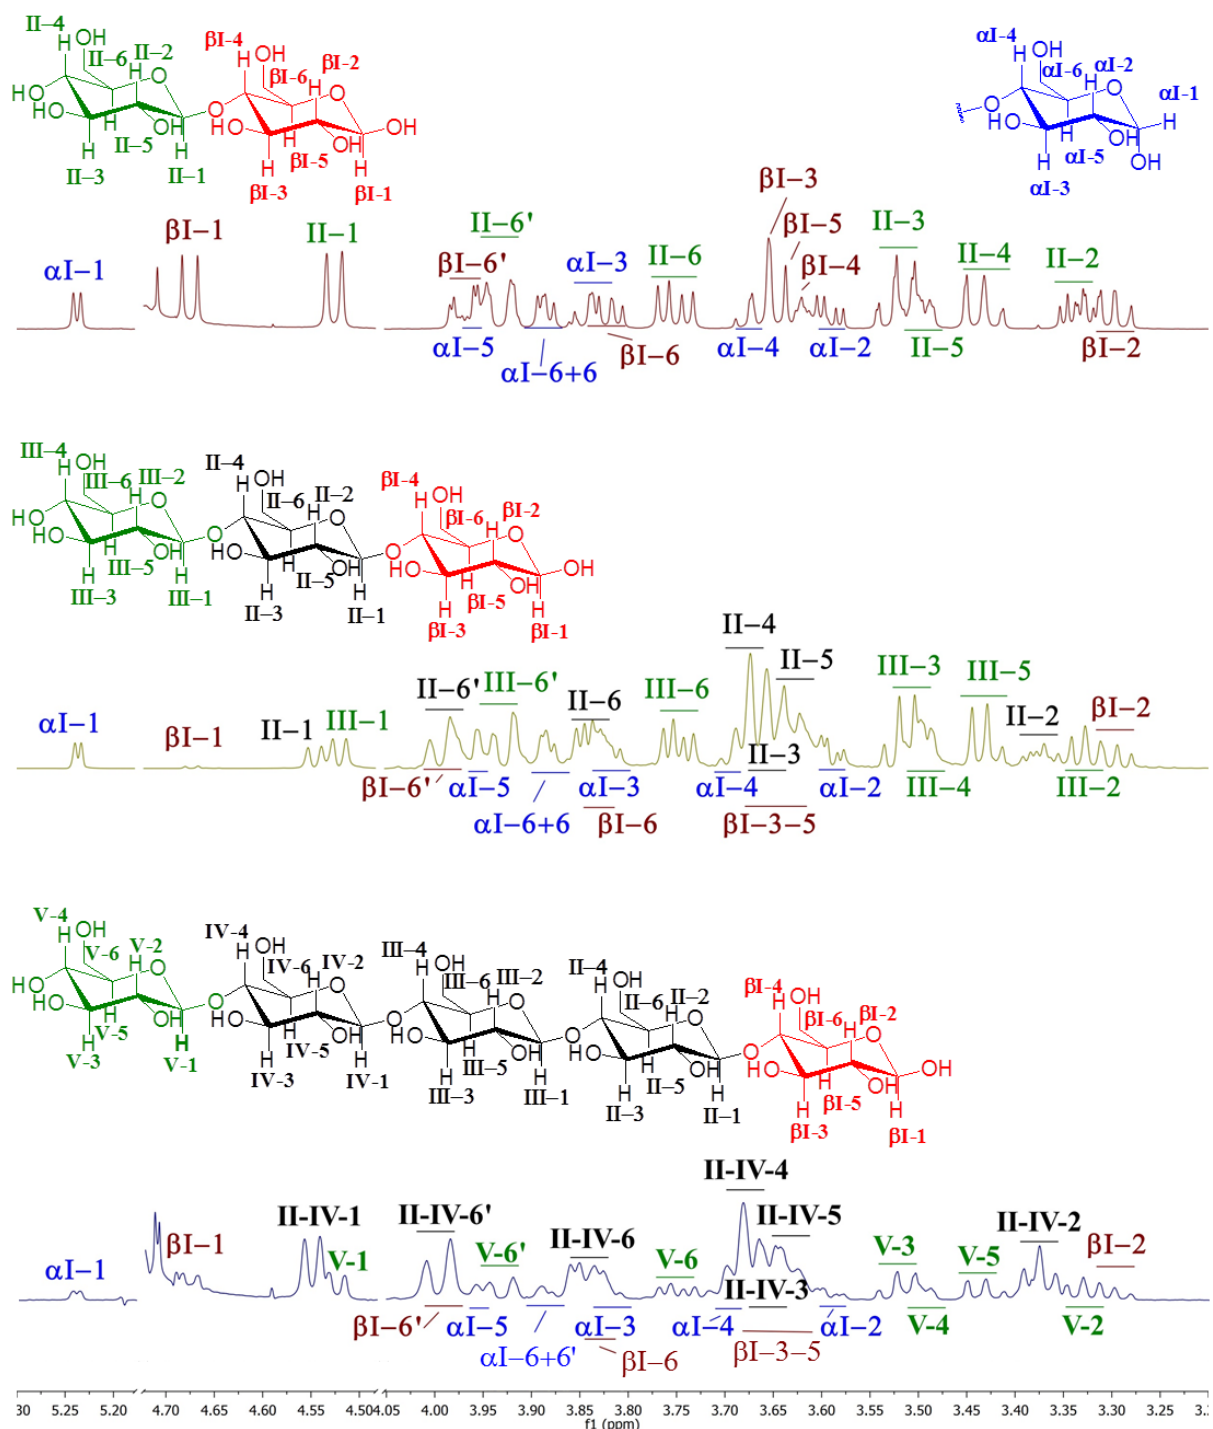 II–4
OH
H
II–6
II–2
H
O
HO
HO
H
OH
O
II–5
H
H
II–3
II–1
βI-4
OH
H
βI-2
βI-6
H
O
HO
H
OH
OH
βI-5
H
H
βI-3
βI-1
αI-4
OH
H
αI-2
αI-6
H
O
αI-1
O
HO
H
H
OH
αI-5
OH
H
αI-3
αI–1
βI–1
II–1
II–6'
βI–6'
αI–3
II–6
βI–3
βI–5
βI–4
II–3
II–4
II–2
αI–5
αI–6+6
βI–6
αI–4
αI–2
II–5
βI–2
III–4
OH
H
III–6
III–2
H
O
HO
HO
H
OH
O
III–5
H
H
III–3
III–1
II–4
OH
H
II–6
II–2
H
O
HO
H
OH
O
II–5
H
H
II–3
II–1
βI-4
OH
H
βI-2
βI-6
H
O
HO
H
OH
OH
βI-5
H
H
βI-3
βI-1
αI–1
βI–1
II–1
III–1
II–6'
III–6'
II–6
III–6
II–4
II–5
III–3
III–5
II–2
βI–2
βI–6'
αI–5
αI–6+6
αI–3
βI–6
αI–4
II–3
βI–3–5
αI–2
III–4
III–2
V-4
OH
H
V-6
V-2
H
O
HO
HO
H
OH
O
V-5
H
H
V-3
V-1
IV-4
OH
H
IV-6
IV-2
H
O
HO
H
OH
O
IV-5
H
H
IV-3
IV-1
III–4
OH
H
III–6
III–2
H
O
HO
H
OH
O
III–5
H
H
III–3
III–1
II–4
OH
H
II–6
II–2
H
O
HO
H
OH
O
II–5
H
H
II–3
II–1
βI-4
OH
H
βI-6
βI-2
H
O
HO
H
OH
OH
βI-5
H
H
βI-3
βI-1
αI–1
βI–1
II-IV-1
V-1
II-IV-6'
V-6'
II-IV-6
V-6
II-IV-4
II-IV-5
V-3
V-5
II-IV-2
βI–2
βI–6'
αI–5
αI–6+6'
αI–3
βI–6
αI–4
II-IV-3
βI–3–5
αI–2
V-4
V-2
30 5.25 5.20 4.65 4.60 4.55 4.504.05 4.00 3.95 3.90 3.85 3.80 3.75 3.70 3.65 3.60 3.55 3.50 3.45 3.40 3.35 3.30 3.25 3.2
f1 (ppm)